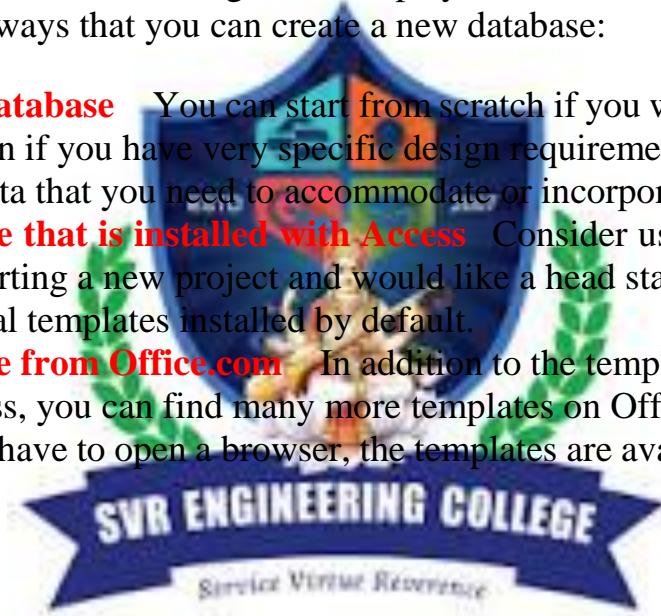 ways that you can create a new database:
atabase You can start from scratch if you w
n if you have very specific design requireme
ta that you need to accommodate or incorpor
e that is installed with Access Consider us
rting a new project and would like a head sta
al templates installed by default.
e from Office.com In addition to the temp
ss, you can find many more templates on Off
have to open a browser, the templates are ava
SVR ENGINEERING COLLEGE
Service Virtue Reverence